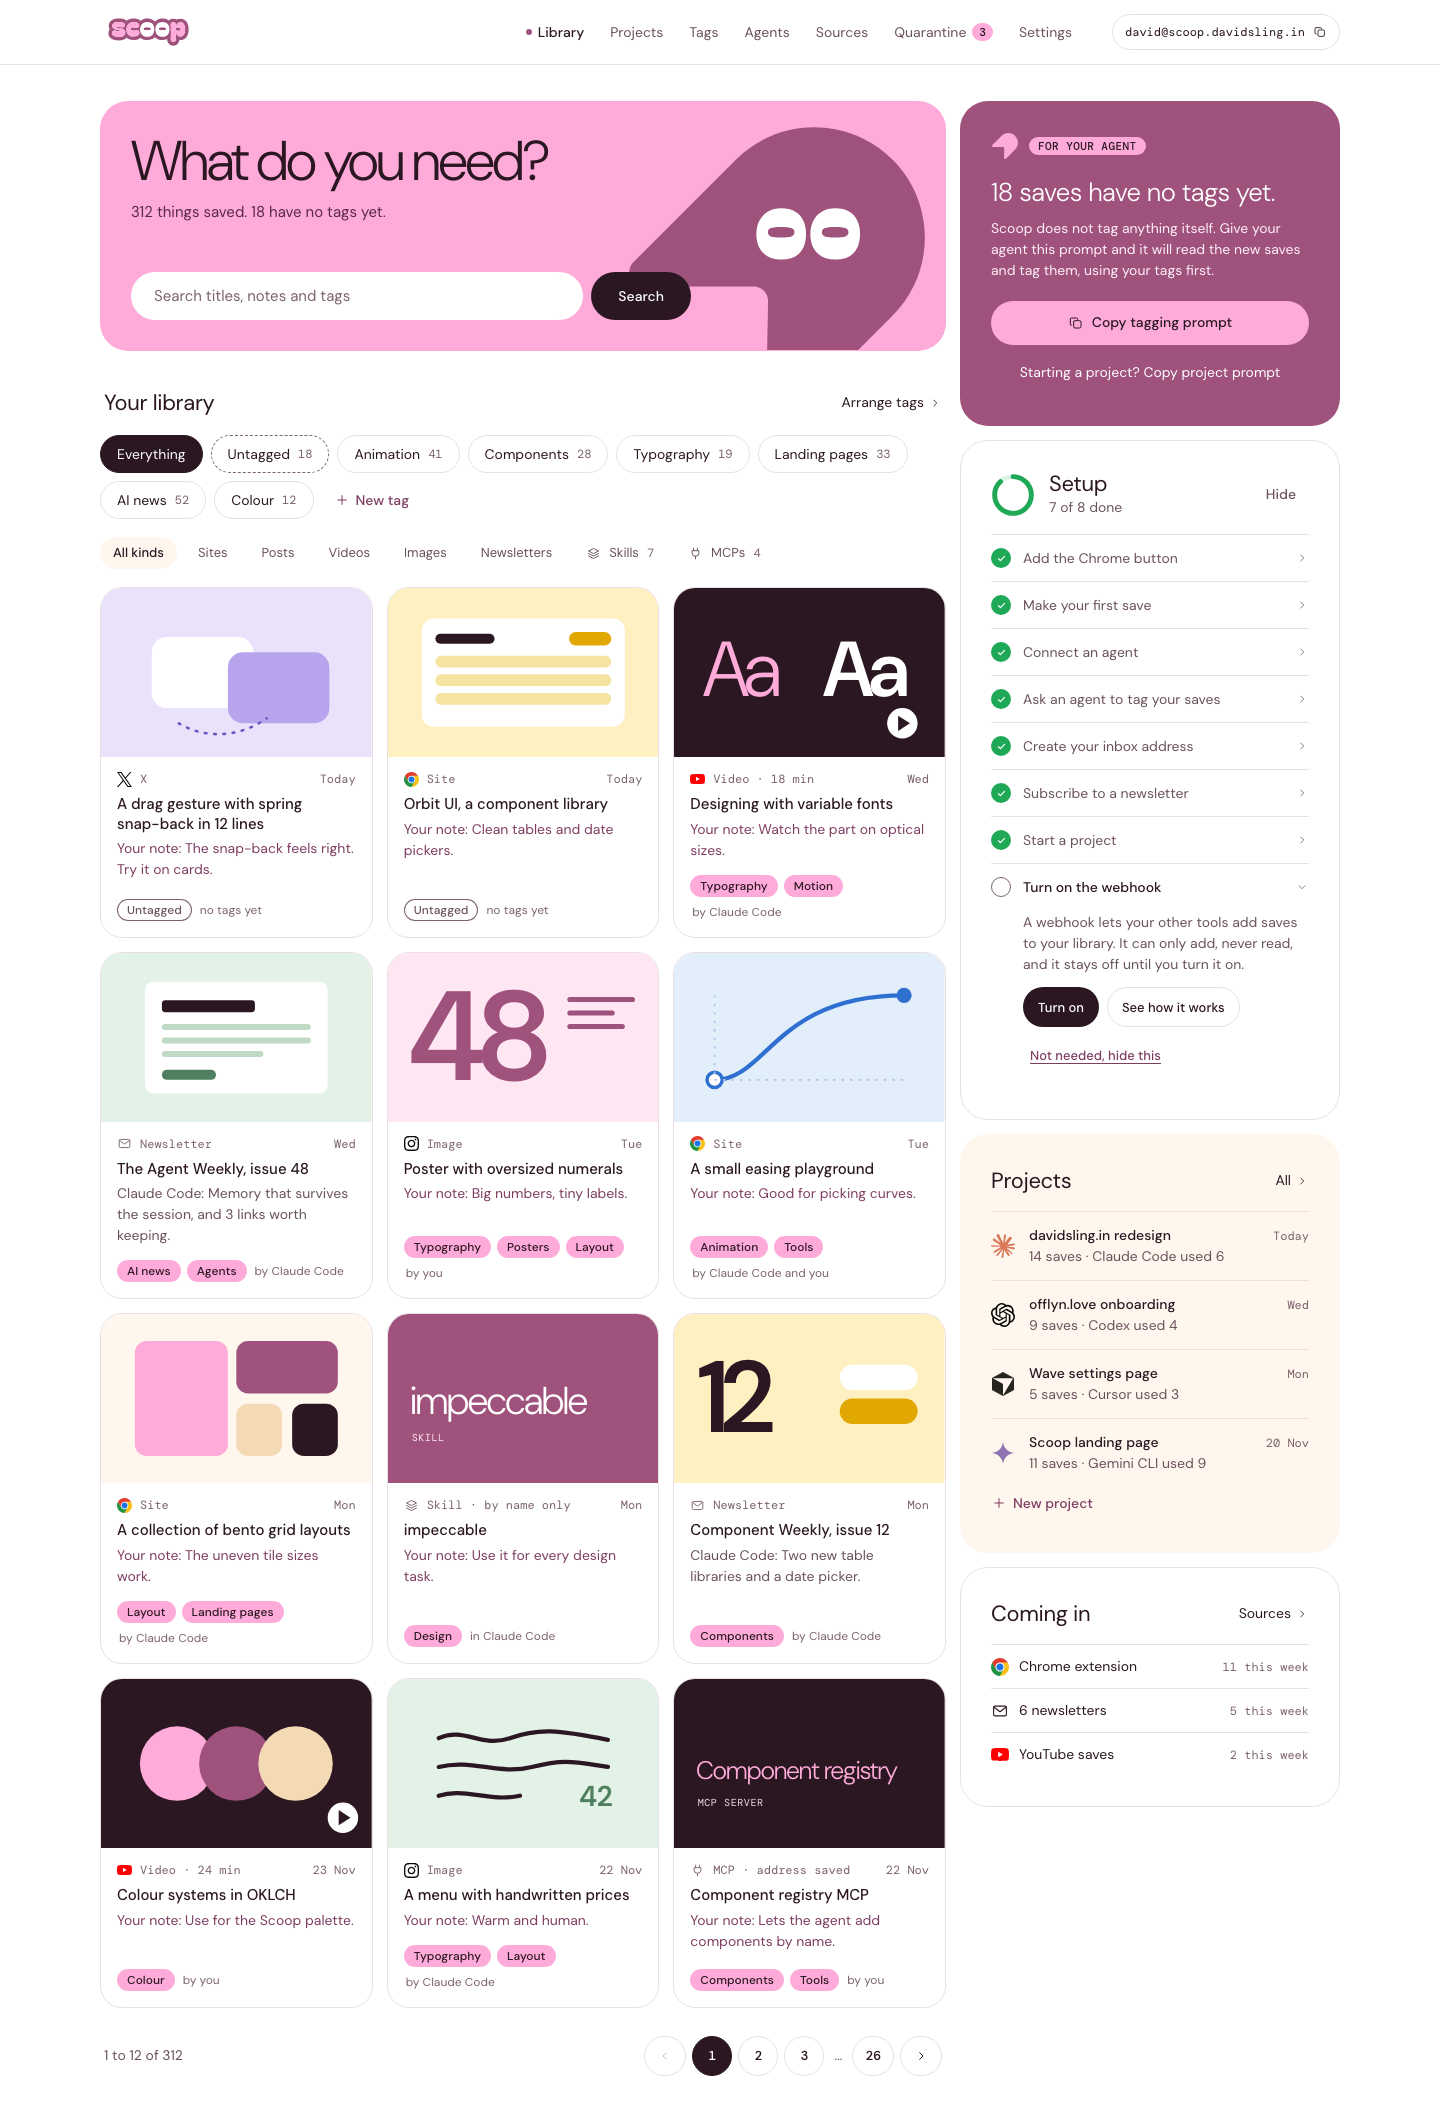 scoop
Library
Projects
Tags
Agents
Sources
Quarantine 3
Settings
david@scoop.davidsling.in
What do you need?
312 things saved. 18 have no tags yet.
Search titles, notes and tags
Search
FOR YOUR AGENT
18 saves have no tags yet.
Scoop does not tag anything itself. Give your
agent this prompt and it will read the new saves
and tag them, using your tags first.
Copy tagging prompt
Starting a project? Copy project prompt
Your library
Arrange tags
Everything
Untagged 18
Animation 41
Components 28
Typography 19
Landing pages 33
AI news 52
Colour 12
+ New tag
All kinds
Sites
Posts
Videos
Images
Newsletters
Skills 7
MCPs 4
X Today
A drag gesture with spring
snap-back in 12 lines
Your note: The snap-back feels right.
Try it on cards.
Untagged no tags yet
Site Today
Orbit UI, a component library
Your note: Clean tables and date
pickers.
Untagged no tags yet
Aa Aa
Video · 18 min Wed
Designing with variable fonts
Your note: Watch the part on optical
sizes.
Typography Motion
by Claude Code
Newsletter Wed
The Agent Weekly, issue 48
Claude Code: Memory that survives
the session, and 3 links worth
keeping.
AI news Agents by Claude Code
48
Image Tue
Poster with oversized numerals
Your note: Big numbers, tiny labels.
Typography Posters Layout
by you
Site Tue
A small easing playground
Your note: Good for picking curves.
Animation Tools
by Claude Code and you
Site Mon
A collection of bento grid layouts
Your note: The uneven tile sizes
work.
Layout Landing pages
by Claude Code
impeccable
SKILL
Skill · by name only Mon
impeccable
Your note: Use it for every design
task.
Design in Claude Code
12
Newsletter Mon
Component Weekly, issue 12
Claude Code: Two new table
libraries and a date picker.
Components by Claude Code
Video · 24 min 23 Nov
Colour systems in OKLCH
Your note: Use for the Scoop palette.
Colour by you
42
Image 22 Nov
A menu with handwritten prices
Your note: Warm and human.
Typography Layout
by Claude Code
Component registry
MCP SERVER
MCP · address saved 22 Nov
Component registry MCP
Your note: Lets the agent add
components by name.
Components Tools by you
1 to 12 of 312
1 2 3 … 26
Setup
7 of 8 done
Hide
Add the Chrome button
Make your first save
Connect an agent
Ask an agent to tag your saves
Create your inbox address
Subscribe to a newsletter
Start a project
Turn on the webhook
A webhook lets your other tools add saves
to your library. It can only add, never read,
and it stays off until you turn it on.
Turn on
See how it works
Not needed, hide this
Projects
All
davidsling.in redesign Today
14 saves · Claude Code used 6
offlyn.love onboarding Wed
9 saves · Codex used 4
Wave settings page Mon
5 saves · Cursor used 3
Scoop landing page 20 Nov
11 saves · Gemini CLI used 9
+ New project
Coming in
Sources
Chrome extension 11 this week
6 newsletters 5 this week
YouTube saves 2 this week